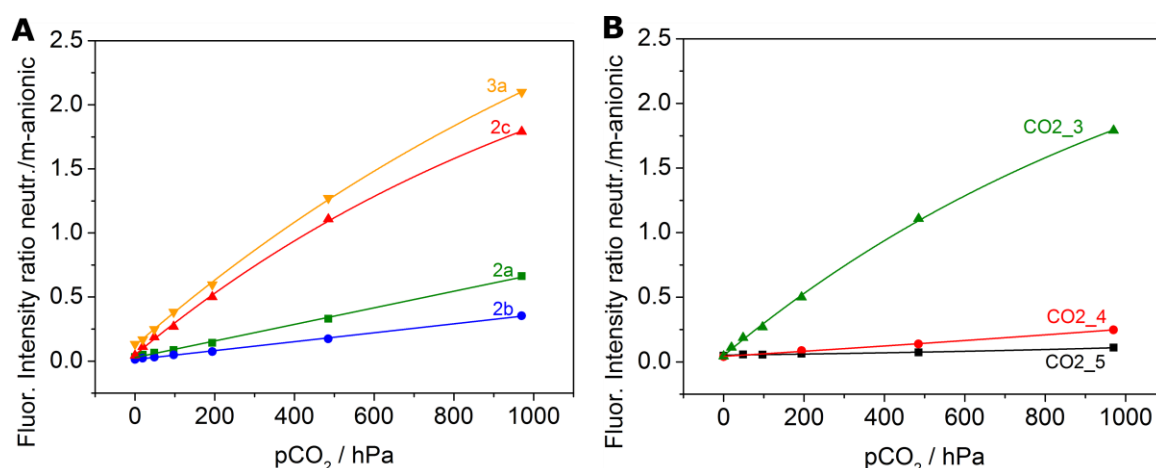 A
Fluor. Intensity ratio neutr./m-anionic
2.5
2.0
1.5
1.0
0.5
0.0
3a
2c
2a
2b
0 200 400 600 800 1000
pCO₂ / hPa
B
Fluor. Intensity ratio neutr./m-anionic
2.5
2.0
1.5
1.0
0.5
0.0
CO2_3
CO2_4
CO2_5
0 200 400 600 800 1000
pCO₂ / hPa